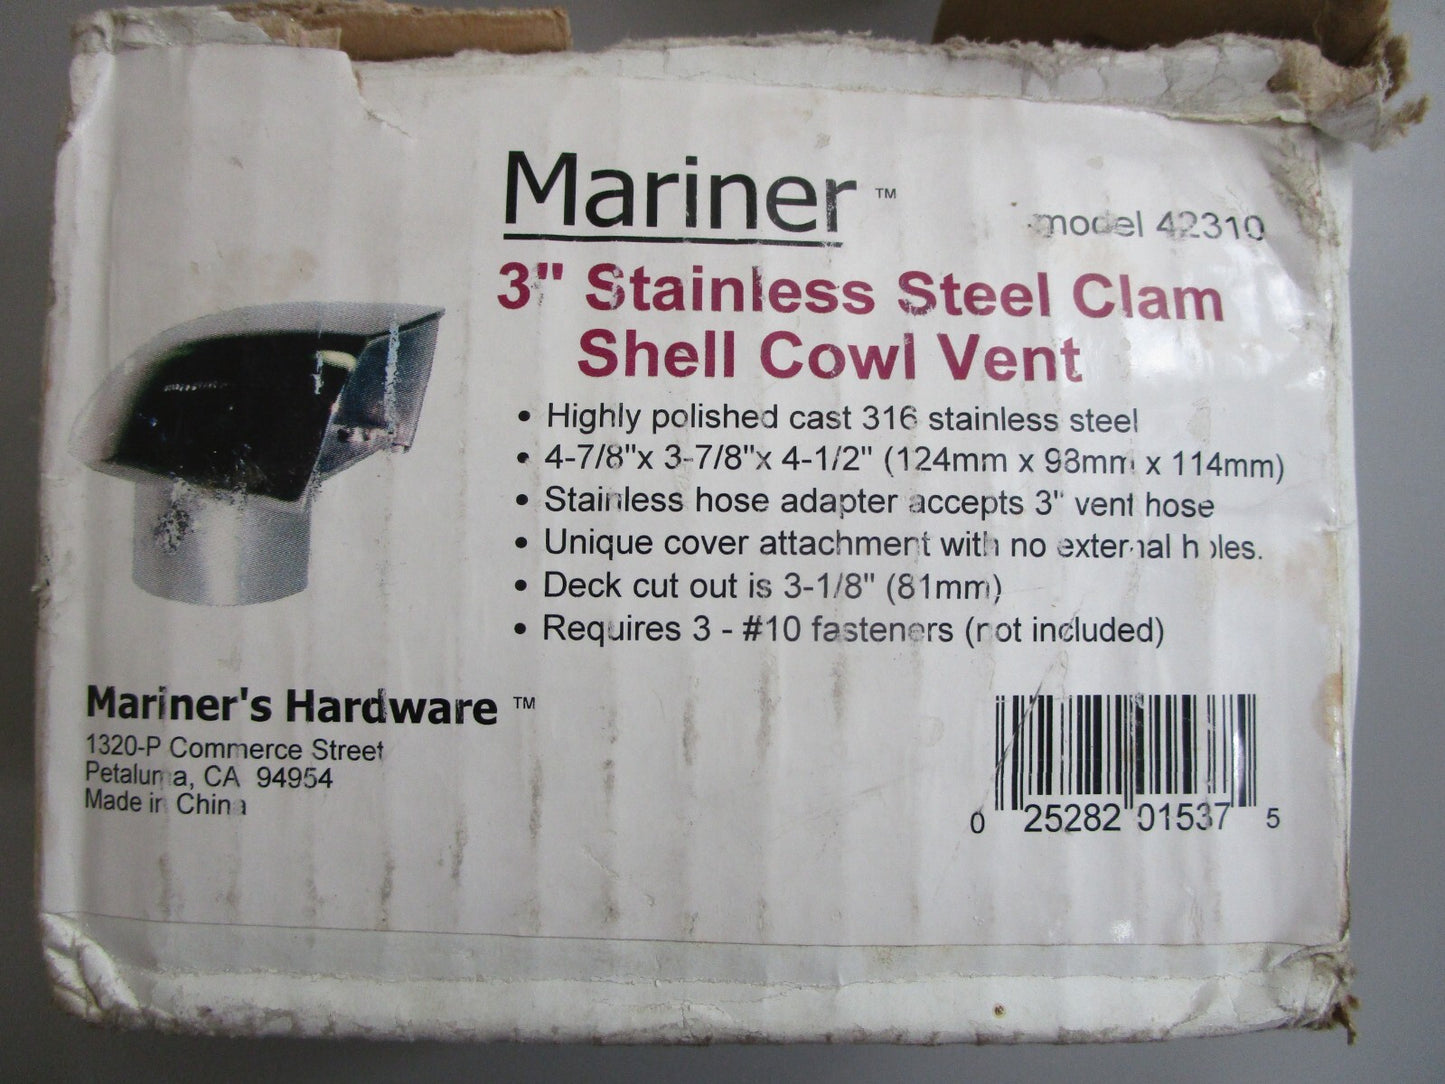 Mariner™
model 42310
3" Stainless Steel Clam
Shell Cowl Vent
• Highly polished cast 316 stainless steel
• 4-7/8"x 3-7/8"x 4-1/2" (124mm x 98mm x 114mm)
• Stainless hose adapter accepts 3" vent hose
• Unique cover attachment with no external holes.
• Deck cut out is 3-1/8" (81mm)
• Requires 3 - #10 fasteners (not included)
Mariner's Hardware ™
1320-P Commerce Street
Petaluma, CA 94954
Made in China
0 25282 01537 5